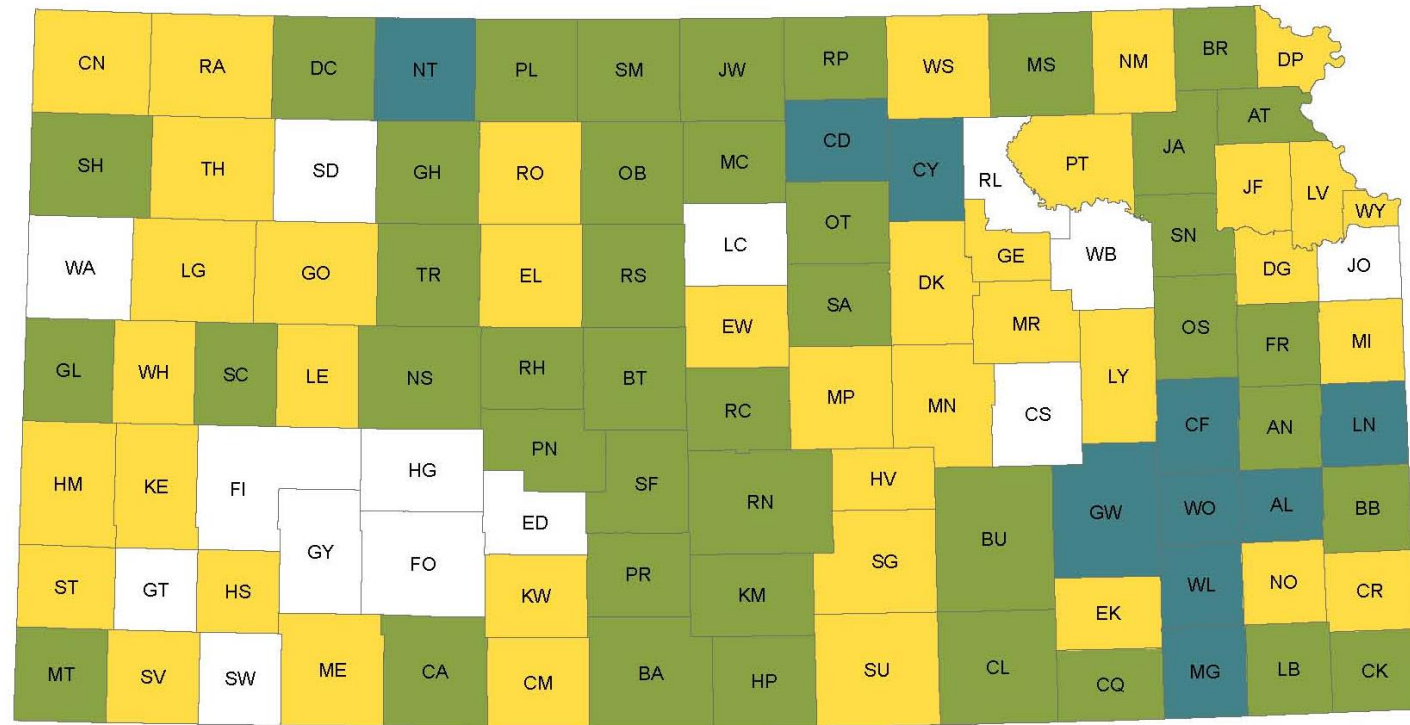 CN RA DC NT PL SM JW RP WS MS NM BR DP
SH TH SD GH RO OB MC CD CY RL PT JA AT
JF LV WY
WA LG GO TR EL RS LC OT DK GE WB SN DG JO
EW SA MR
GL WH SC LE NS RH BT RC MP MN CS LY OS FR MI
HM KE FI HG PN SF RN HV CF AN LN
GY FO ED BU GW WO AL BB
ST GT HS KW PR KM SG EK WL NO CR
MT SV SW ME CA CM BA HP SU CL CQ MG LB CK